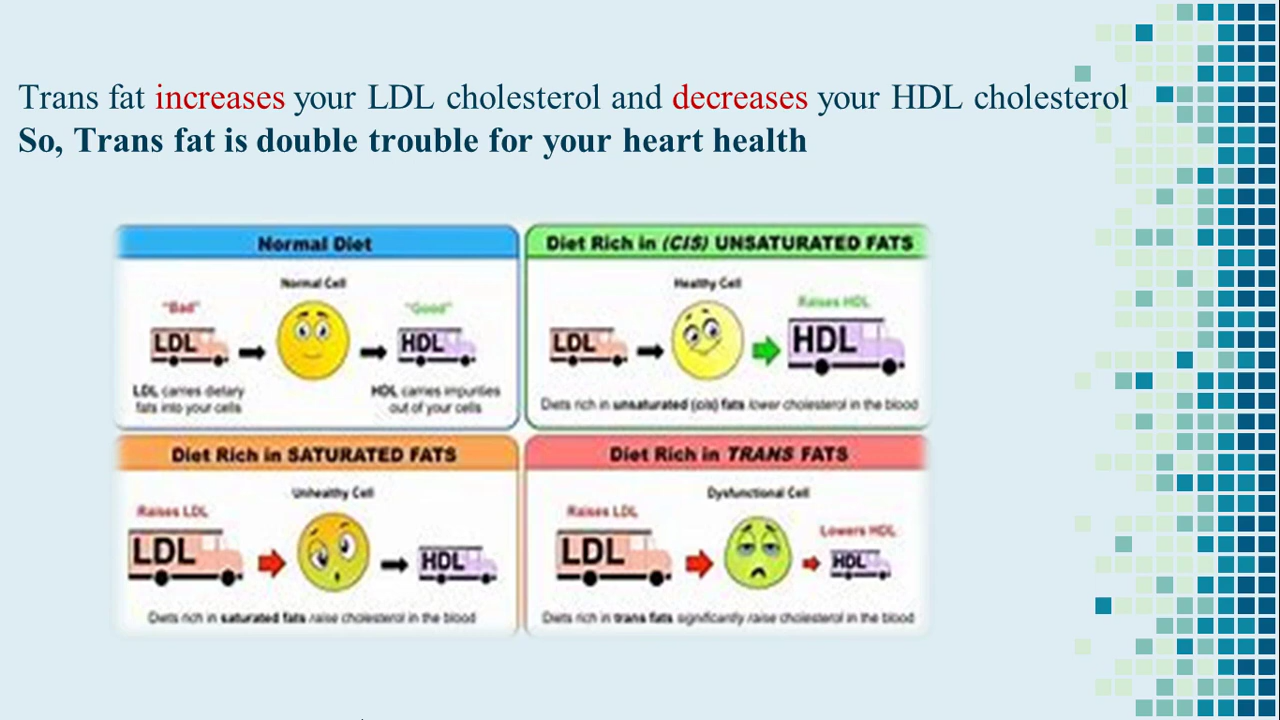 Trans fat increases your LDL cholesterol and decreases your HDL cholesterol
So, Trans fat is double trouble for your heart health
Normal Diet
Normal Cell
"Bad"
"Good"
LDL
HDL
LDL carries dietary
fats into your cells
HDL carries impurities
out of your cells
Diet Rich in (CIS) UNSATURATED FATS
Healthy Cell
Raises HDL
LDL
HDL
Diets rich in unsaturated (cis) fats lower cholesterol in the blood
Diet Rich in SATURATED FATS
Unhealthy Cell
Raises LDL
LDL
HDL
Diets rich in saturated fats raise cholesterol in the blood
Diet Rich in TRANS FATS
Dysfunctional Cell
Raises LDL
Lowers HDL
LDL
HDL
Diets rich in trans fats significantly raise cholesterol in the blood